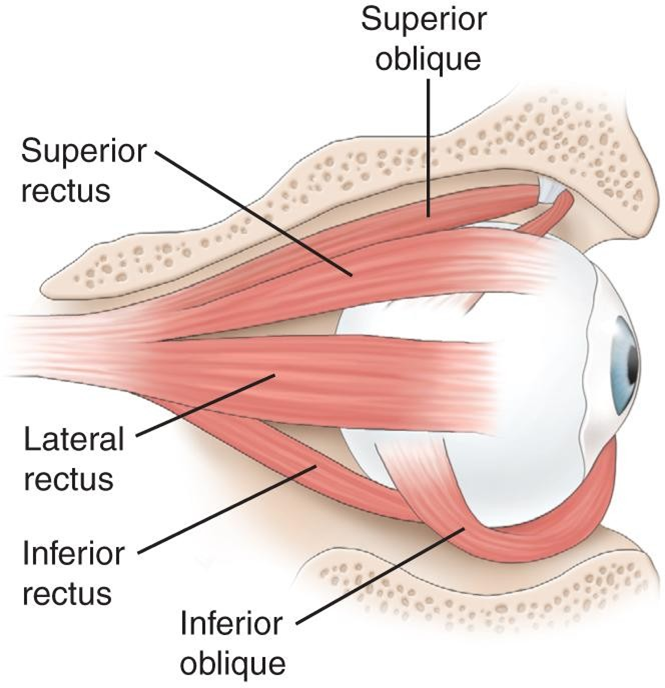 Superior
oblique
Superior
rectus
Lateral
rectus
Inferior
rectus
Inferior
oblique